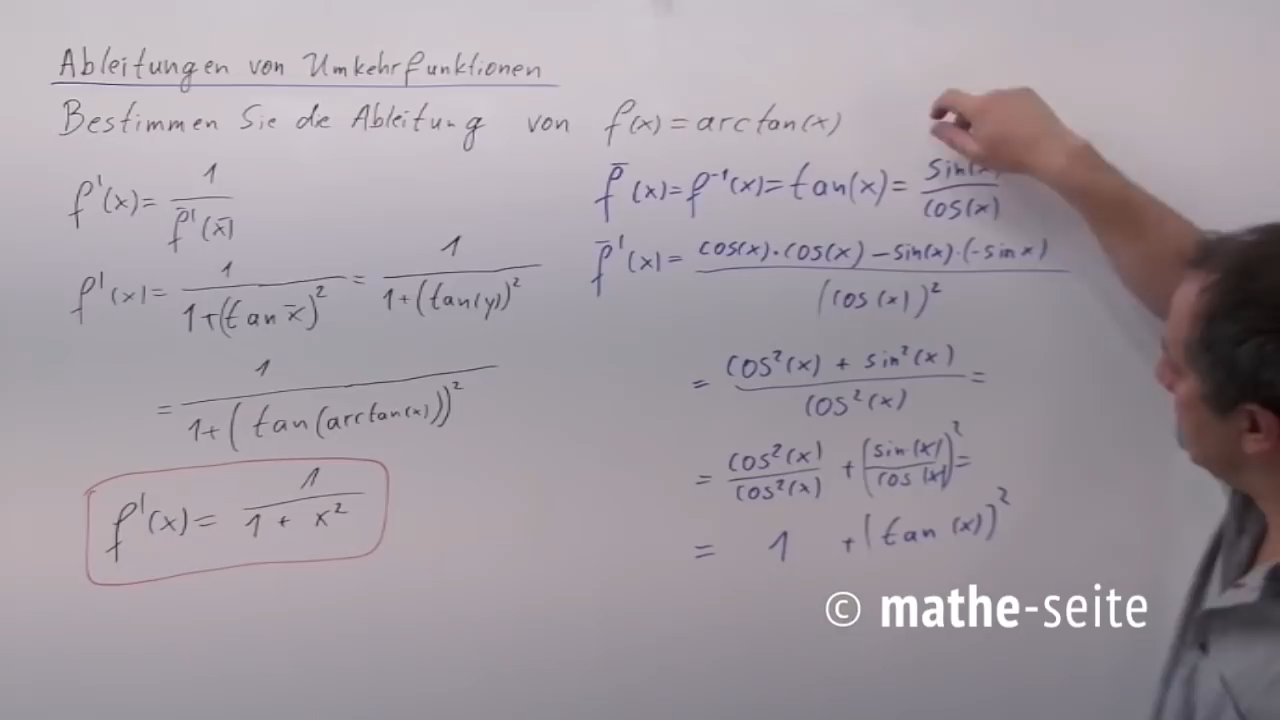 Ableitungen von Umkehrfunktionen
Bestimmen Sie die Ableitung von f(x) = arctan(x)
f'(x) = 1 / f̄'(x̄)
f'(x) = 1 / (1+(tan x̄)²) = 1 / (1+(tan(y))²)
= 1 / (1+(tan(arctan(x)))²)
f'(x) = 1 / (1 + x²)
f̄(x) = f⁻¹(x) = tan(x) = sin(x) / cos(x)
f̄'(x) = (cos(x)·cos(x) − sin(x)·(−sin x)) / (cos(x))²
= (cos²(x) + sin²(x)) / cos²(x) =
= cos²(x) / cos²(x) + (sin(x) / cos(x))² =
= 1 + (tan(x))²
© mathe-seite